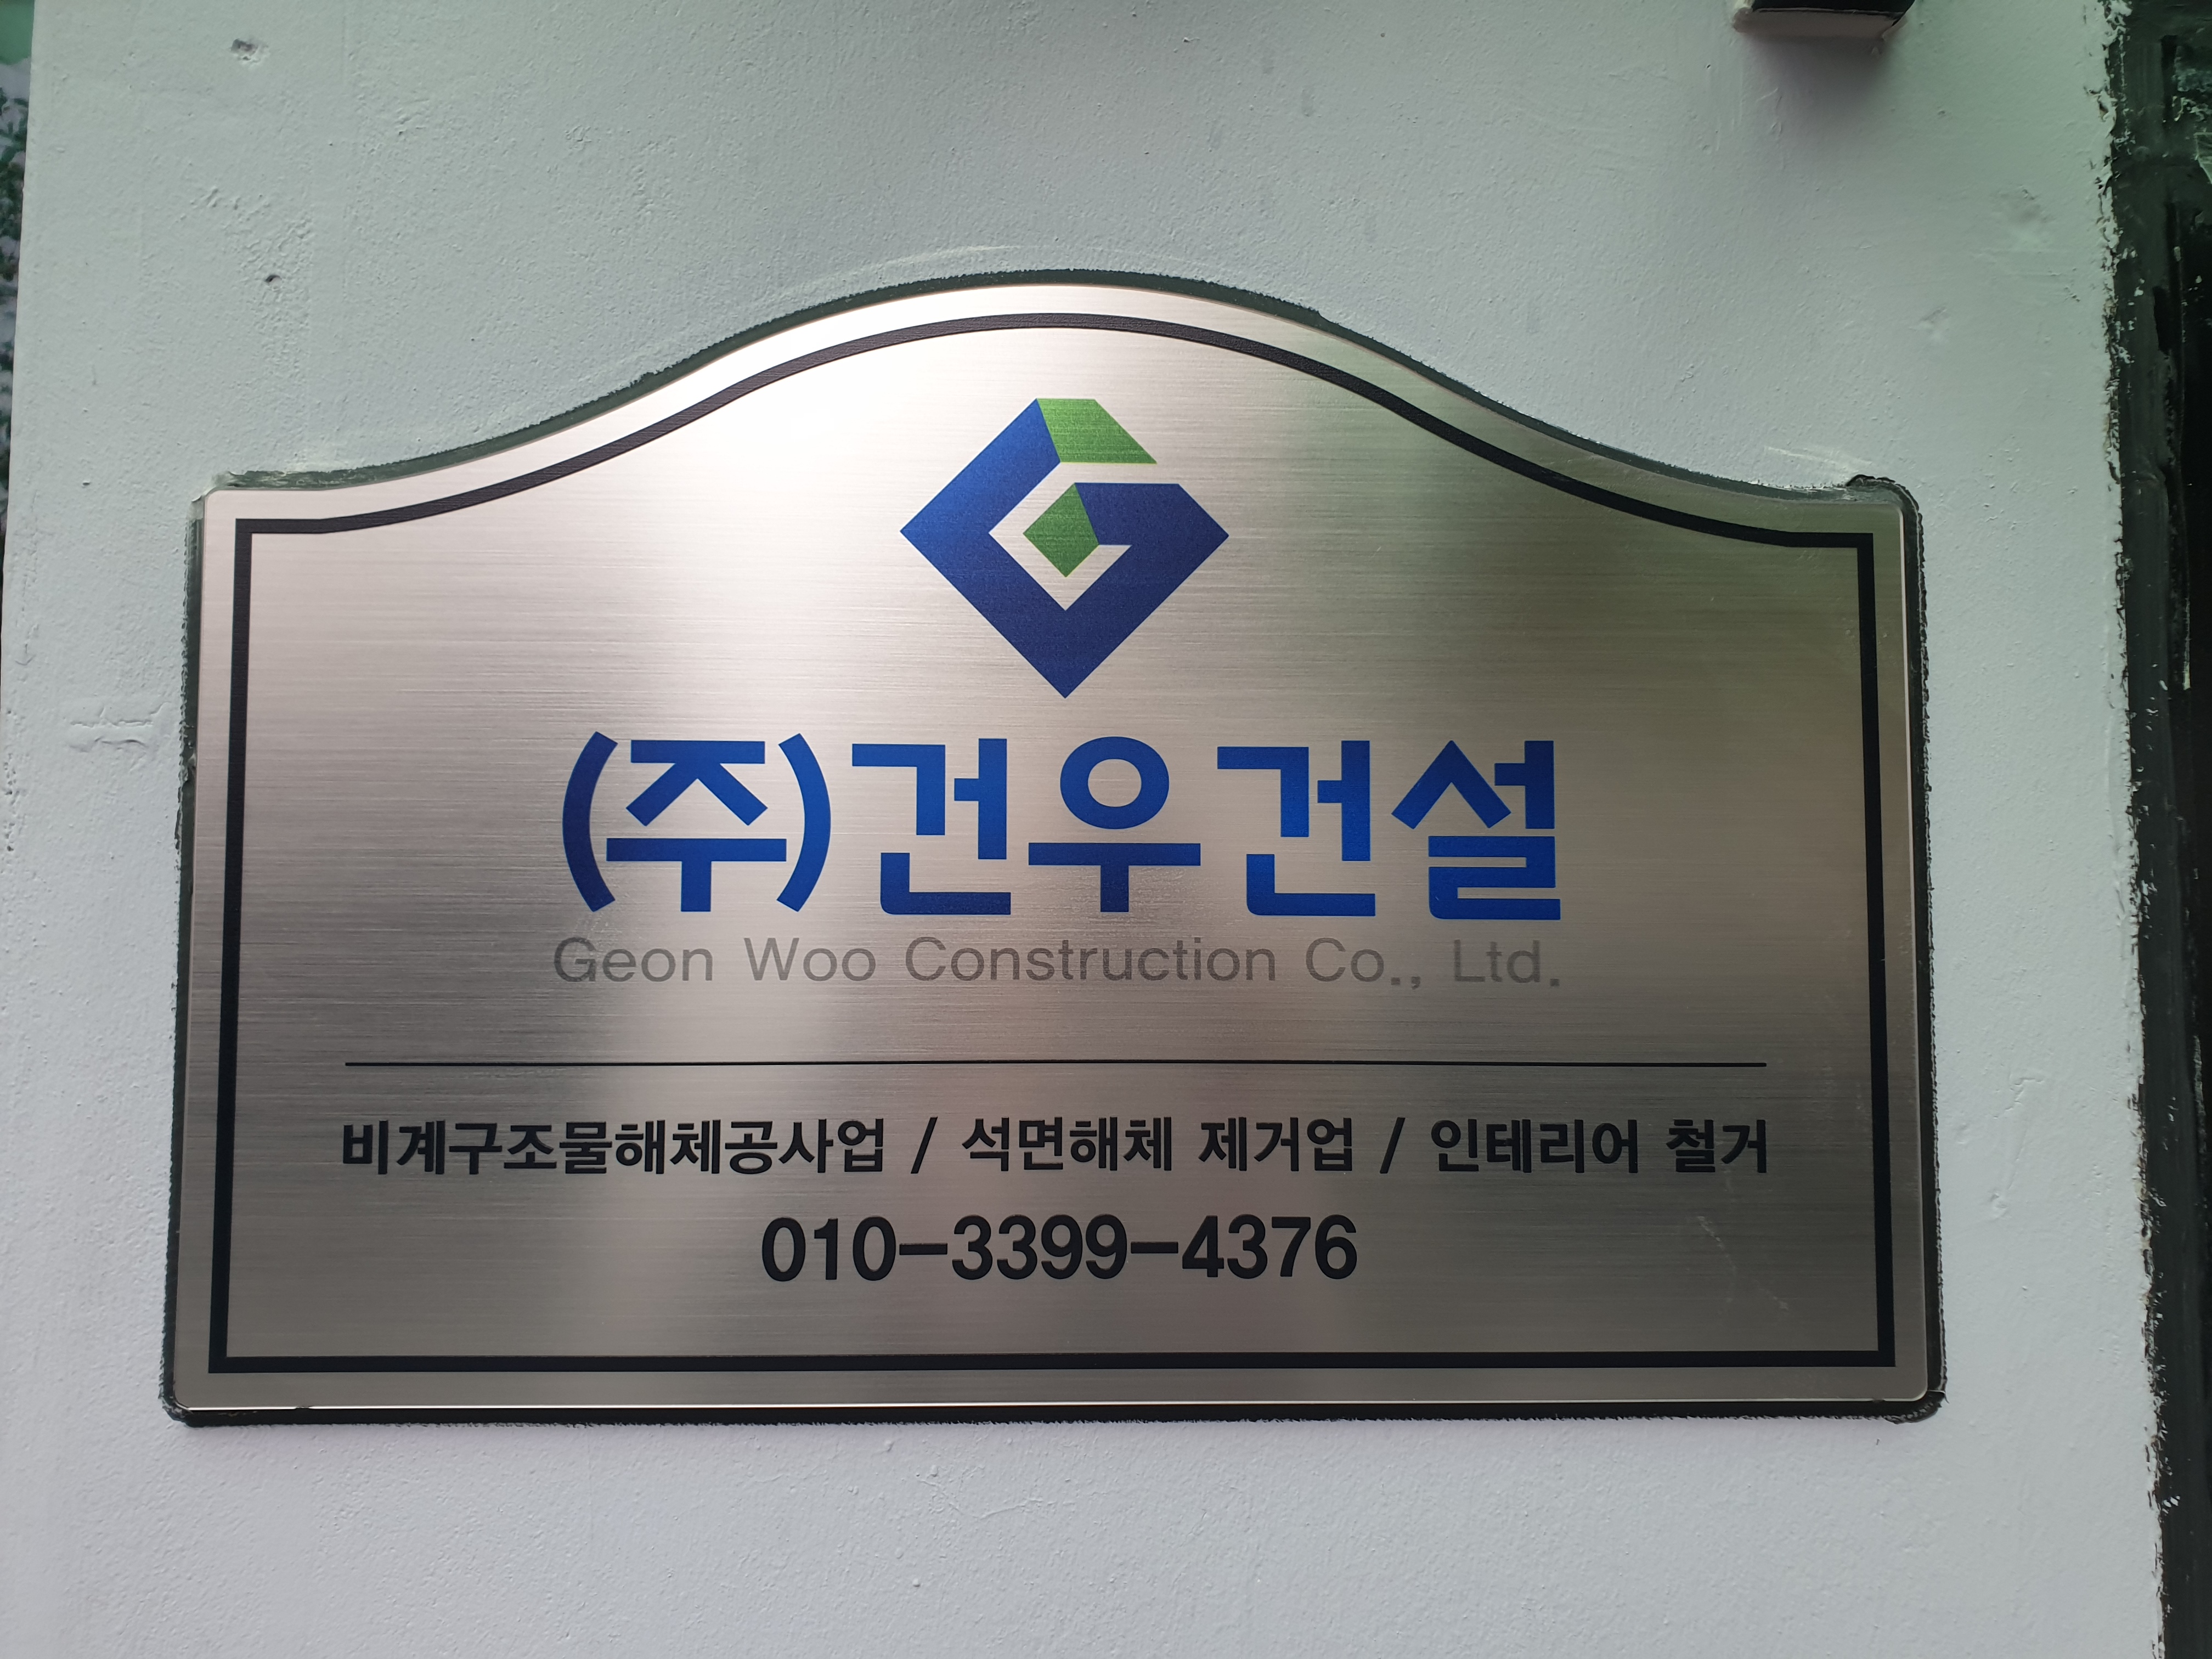 (주)건우건설
Geon Woo Construction Co., Ltd.
비계구조물해체공사업 / 석면해체 제거업 / 인테리어 철거
010-3399-4376